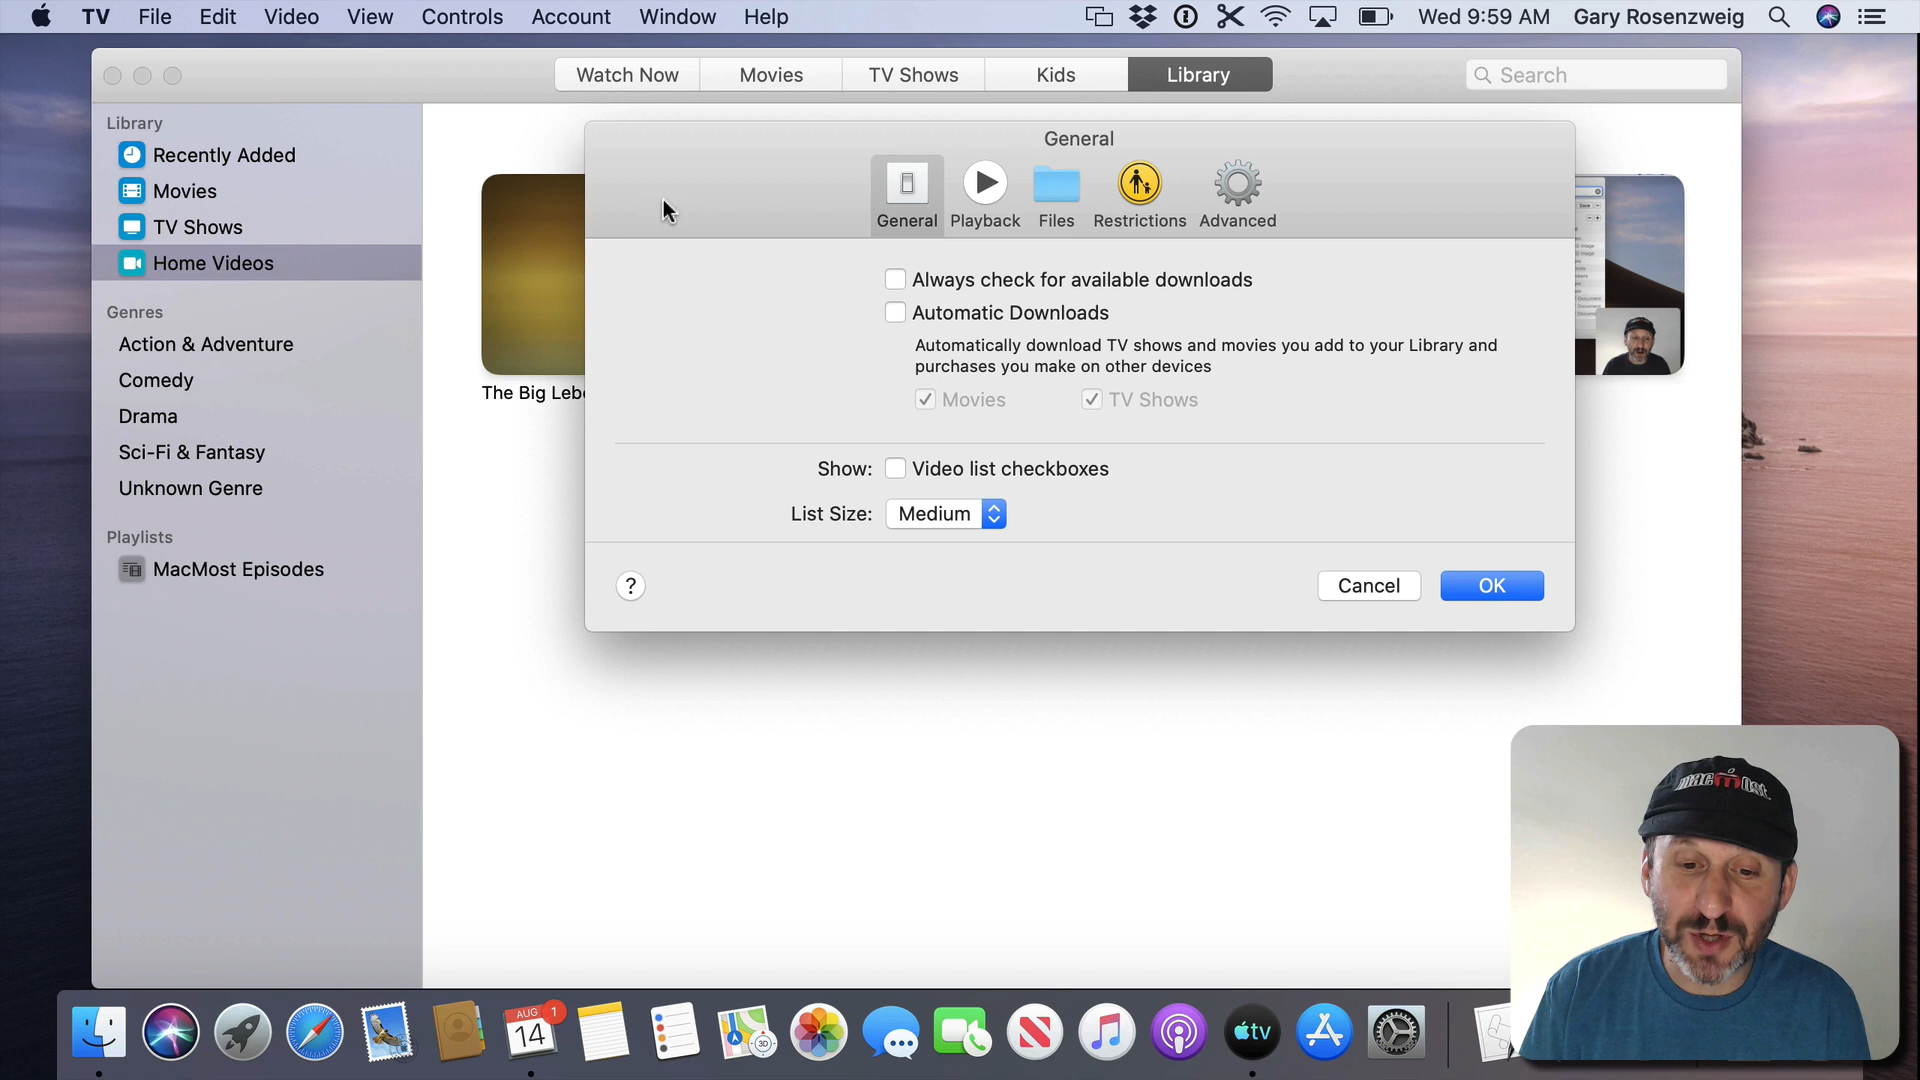 TV File Edit Video View Controls Account Window Help Wed 9:59 AM Gary Rosenzweig
Watch Now Movies TV Shows Kids Library Search
Library
Recently Added
Movies
TV Shows
Home Videos
Genres
Action & Adventure
Comedy
Drama
Sci-Fi & Fantasy
Unknown Genre
Playlists
MacMost Episodes
The Big Lebo
General
General Playback Files Restrictions Advanced
Always check for available downloads
Automatic Downloads
Automatically download TV shows and movies you add to your Library and
purchases you make on other devices
Movies TV Shows
Show: Video list checkboxes
List Size: Medium
? Cancel OK
macmost
AUG 1
14
3D
tv